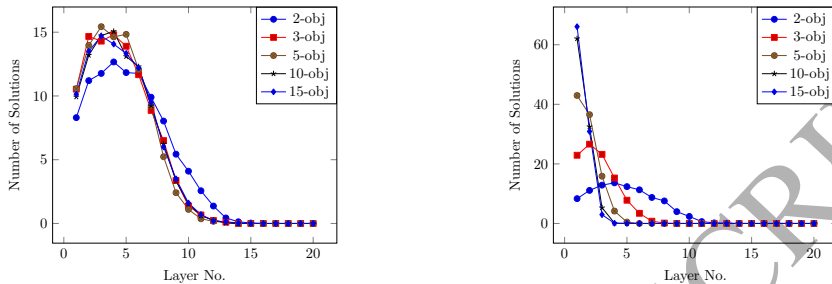 2-obj
3-obj
5-obj
10-obj
15-obj
15
10
5
0
0 5 10 15 20
Number of Solutions
Layer No.
2-obj
3-obj
5-obj
10-obj
15-obj
60
40
20
0
0 5 10 15 20
Number of Solutions
Layer No.
CRI